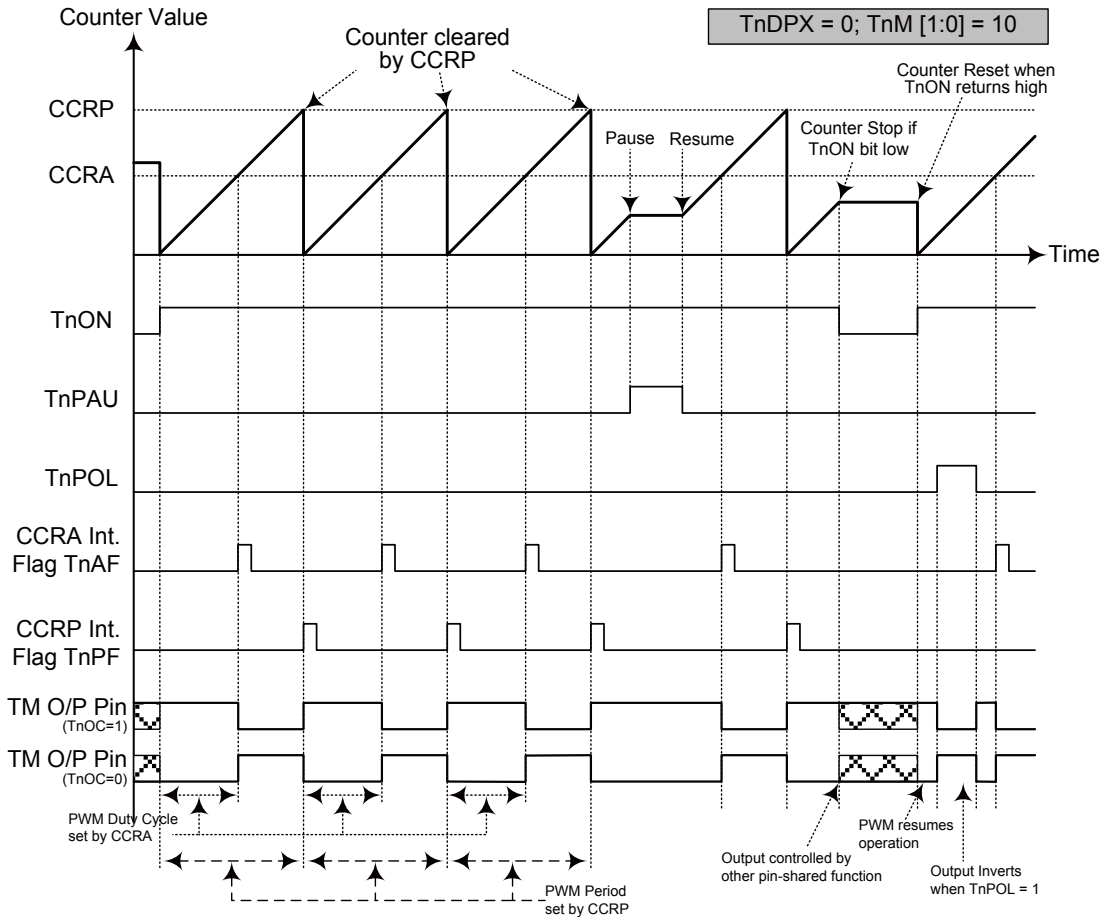 Counter Value
TnDPX = 0; TnM [1:0] = 10
Counter cleared
by CCRP
Counter Reset when
TnON returns high
CCRP
Pause
Resume
Counter Stop if
TnON bit low
CCRA
Time
TnON
TnPAU
TnPOL
CCRA Int.
Flag TnAF
CCRP Int.
Flag TnPF
TM O/P Pin
(TnOC=1)
TM O/P Pin
(TnOC=0)
PWM Duty Cycle
set by CCRA
PWM resumes
operation
Output controlled by
other pin-shared function
Output Inverts
when TnPOL = 1
PWM Period
set by CCRP